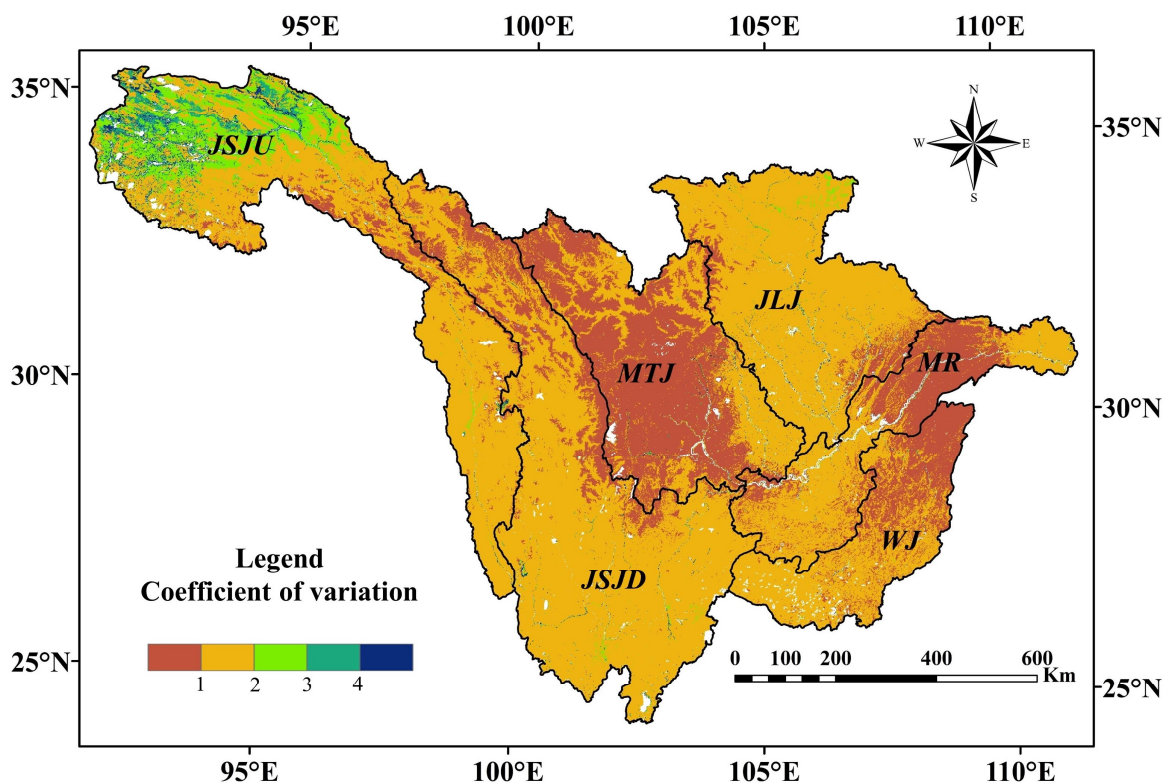 95°E 100°E 105°E 110°E
35°N
35°N
N
W E
S
JSJU
JLJ
30°N
MR
MTJ
30°N
WJ
Legend
Coefficient of variation
JSJD
1 2 3 4
0 100 200 400 600
Km
25°N
25°N
95°E 100°E 105°E 110°E